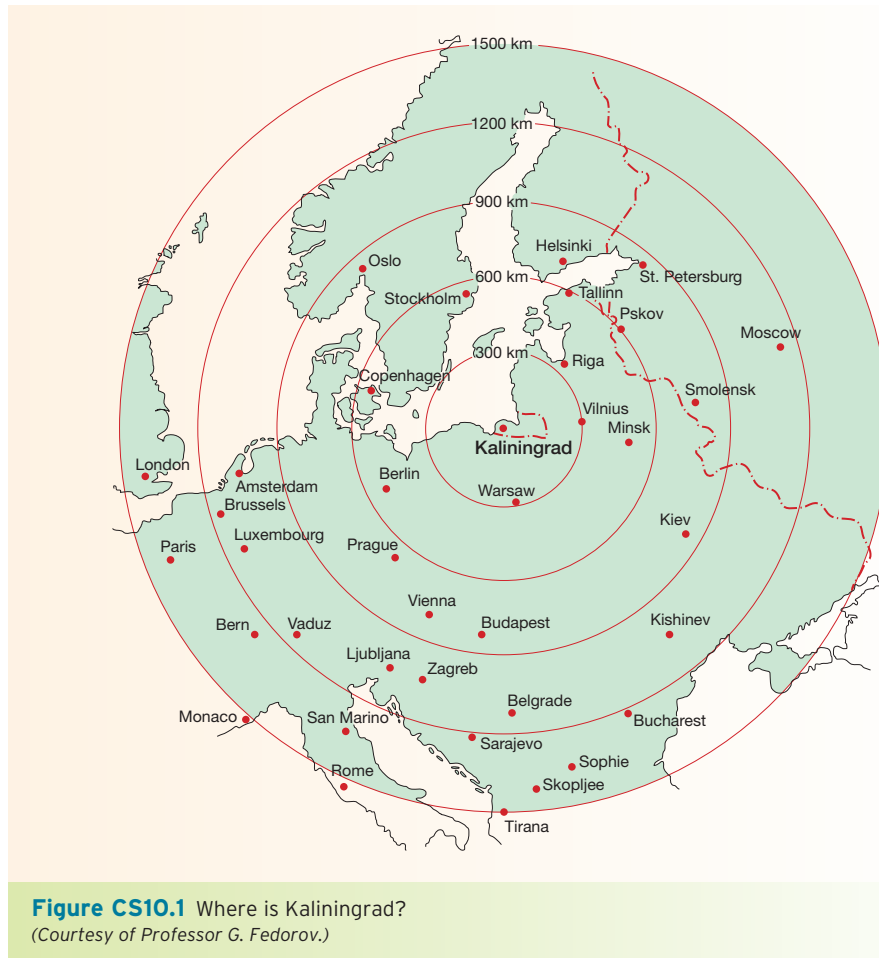 1500 km
1200 km
900 km
Helsinki
Oslo
St. Petersburg
600 km
Stockholm
Tallinn
Pskov
Moscow
300 km
Riga
Copenhagen
Smolensk
Vilnius
Minsk
Kaliningrad
London
Berlin
Amsterdam
Warsaw
Brussels
Kiev
Luxembourg
Paris
Prague
Vienna
Bern
Vaduz
Budapest
Kishinev
Ljubljana
Zagreb
Belgrade
Monaco
San Marino
Bucharest
Sarajevo
Sophie
Rome
Skopljee
Tirana
Figure CS10.1 Where is Kaliningrad?
(Courtesy of Professor G. Fedorov.)